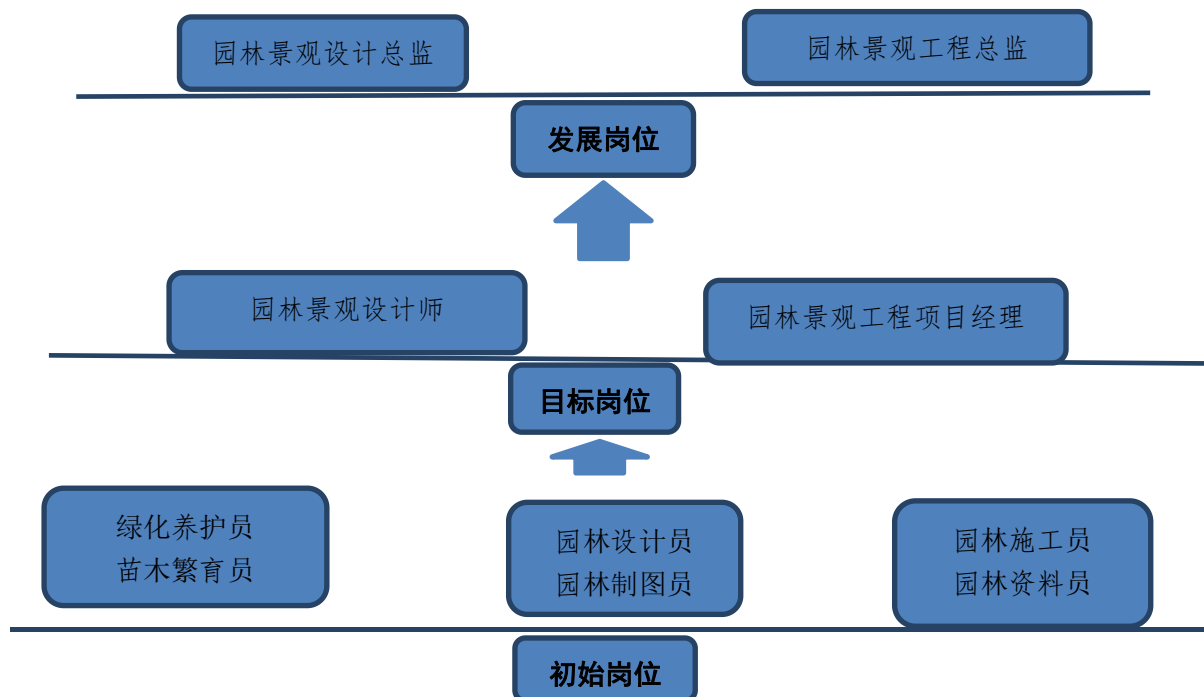 园林景观设计总监
园林景观工程总监
发展岗位
园林景观设计师
园林景观工程项目经理
目标岗位
绿化养护员
苗木繁育员
园林设计员
园林制图员
园林施工员
园林资料员
初始岗位